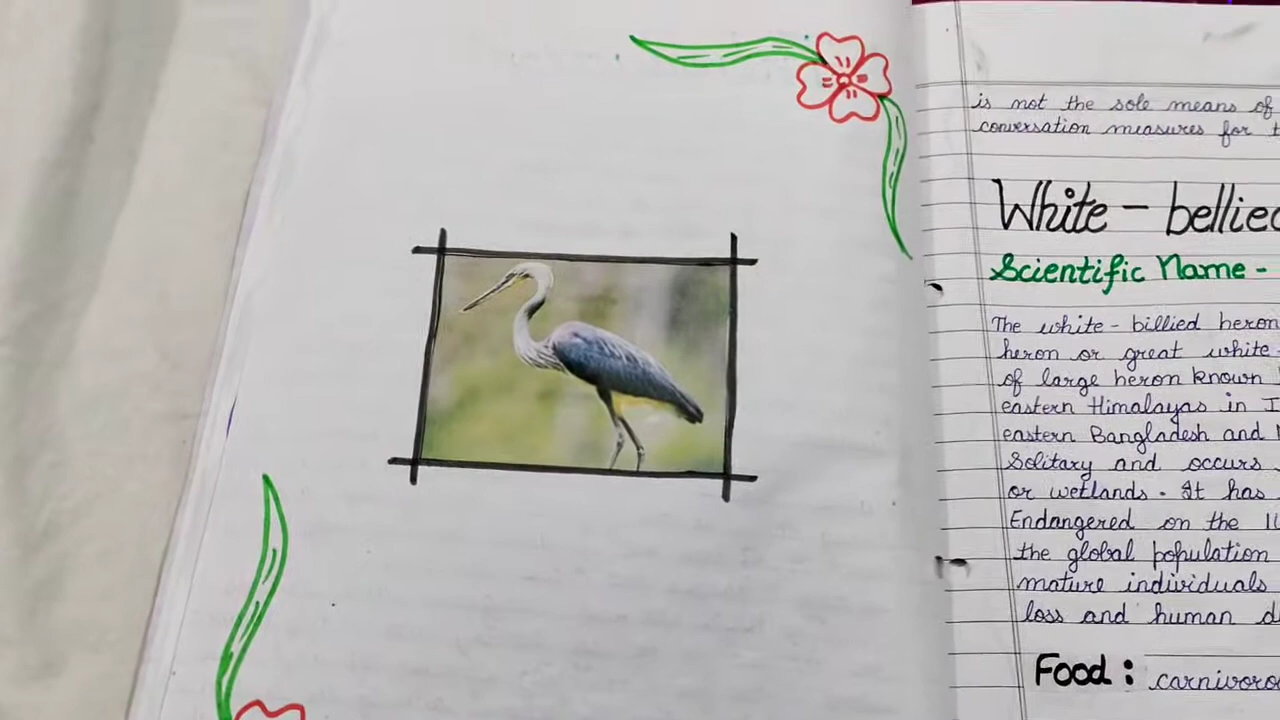 is not the sole means of
conversation measures for t
White - bellied
Scientific Name -
The white - billied heron
heron or great white -
of large heron known
eastern Himalayas in I
eastern Bangladesh and
Solitary and occurs
or wetlands. It has
Endangered on the IU
the global population
mature individuals
loss and human d
Food : carnivoro